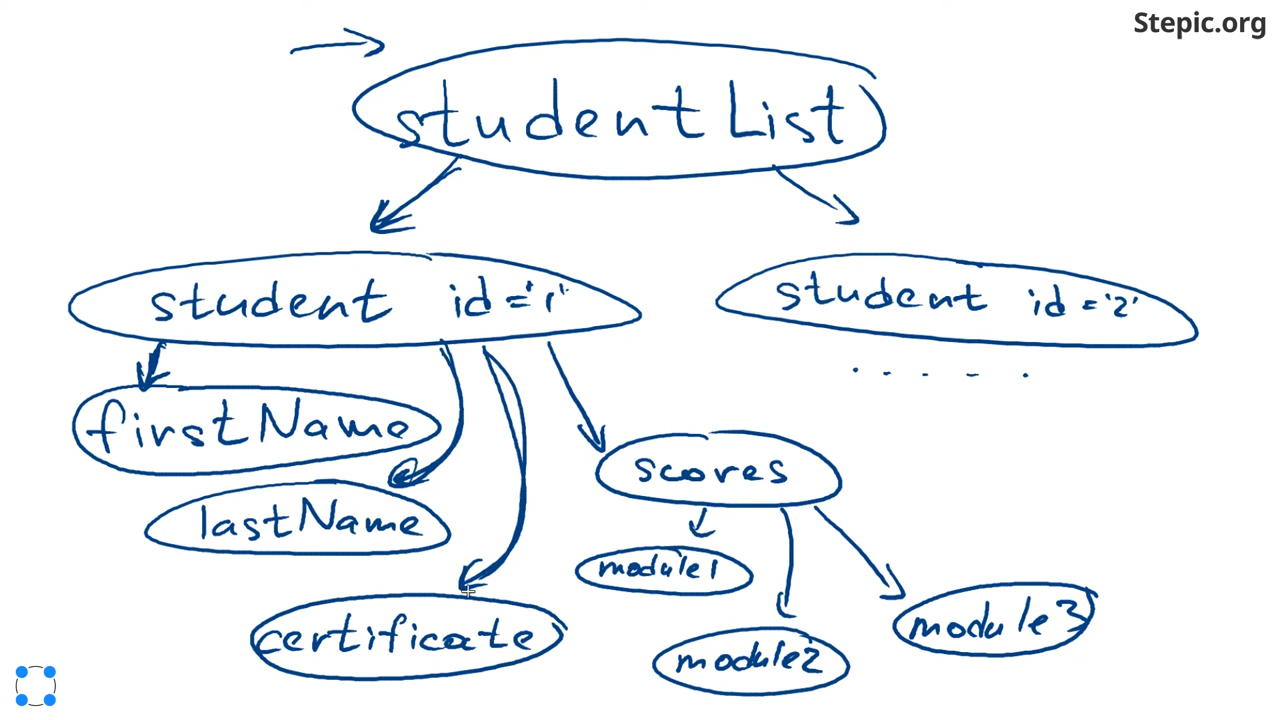 Stepic.org
studentList
student id='1'
student id='2'
firstName
lastName
certificate
scores
module1
module2
module3